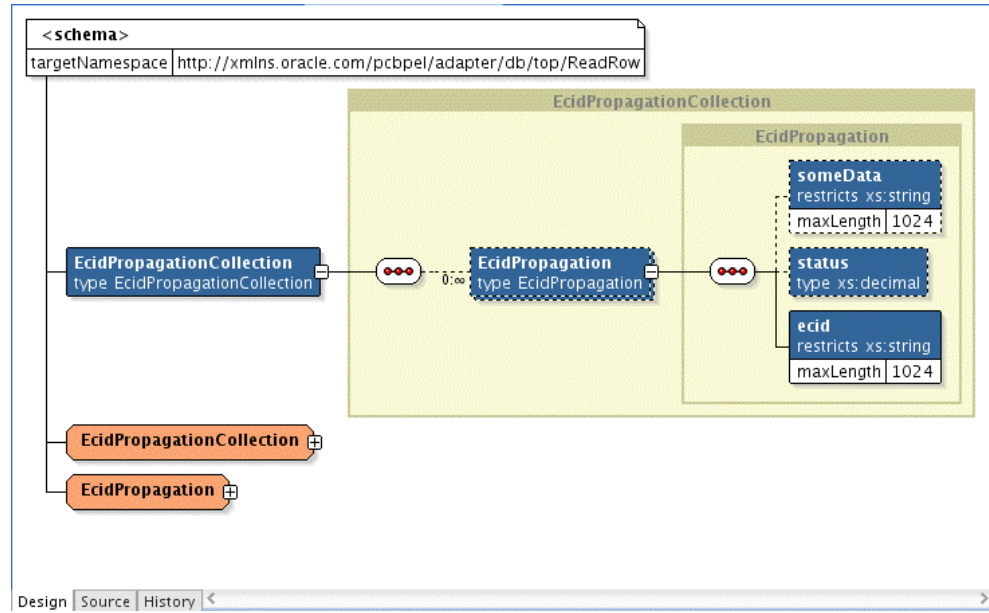 <schema>
targetNamespace http://xmlns.oracle.com/pcbpel/adapter/db/top/ReadRow
EcidPropagationCollection
EcidPropagation
someData
restricts xs:string
maxLength 1024
EcidPropagationCollection
type EcidPropagationCollection
0:∞
EcidPropagation
type EcidPropagation
status
type xs:decimal
ecid
restricts xs:string
maxLength 1024
EcidPropagationCollection
EcidPropagation
Design Source History